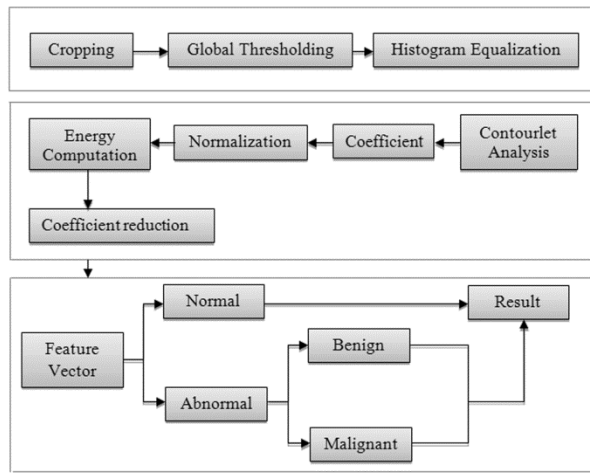 Cropping
Global Thresholding
Histogram Equalization
Energy
Computation
Normalization
Coefficient
Contourlet
Analysis
Coefficient reduction
Normal
Result
Feature
Vector
Benign
Abnormal
Malignant